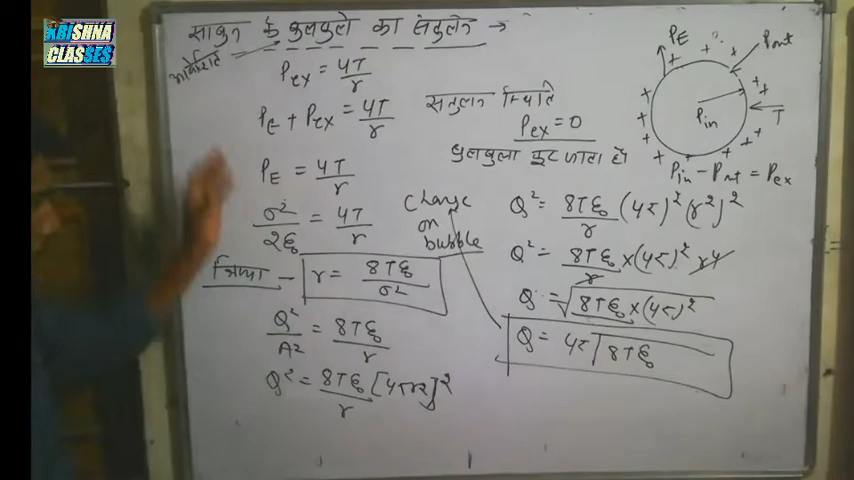 KRISHNA
CLASSES
साबुन के बुलबुले का संतुलन →
आवेशित
Pex = 4T/r
PE + Pex = 4T/r
PE = 4T/r
σ²/2ε₀ = 4T/r
त्रिज्या – r = 8Tε₀/σ²
Q²/A² = 8Tε₀/r
Q² = 8Tε₀/r [4πr²]²
संतुलन स्थिति
Pex = 0
बुलबुला फूट जाता है
charge
on
bubble
PE
Pout
Pin
T
Pin – Pout = Pex
Q² = 8Tε₀/r (4π)² (r²)²
Q² = 8Tε₀/r × (4π)² r⁴
Q = √8Tε₀ × (4π)²
Q = 4π √8Tε₀